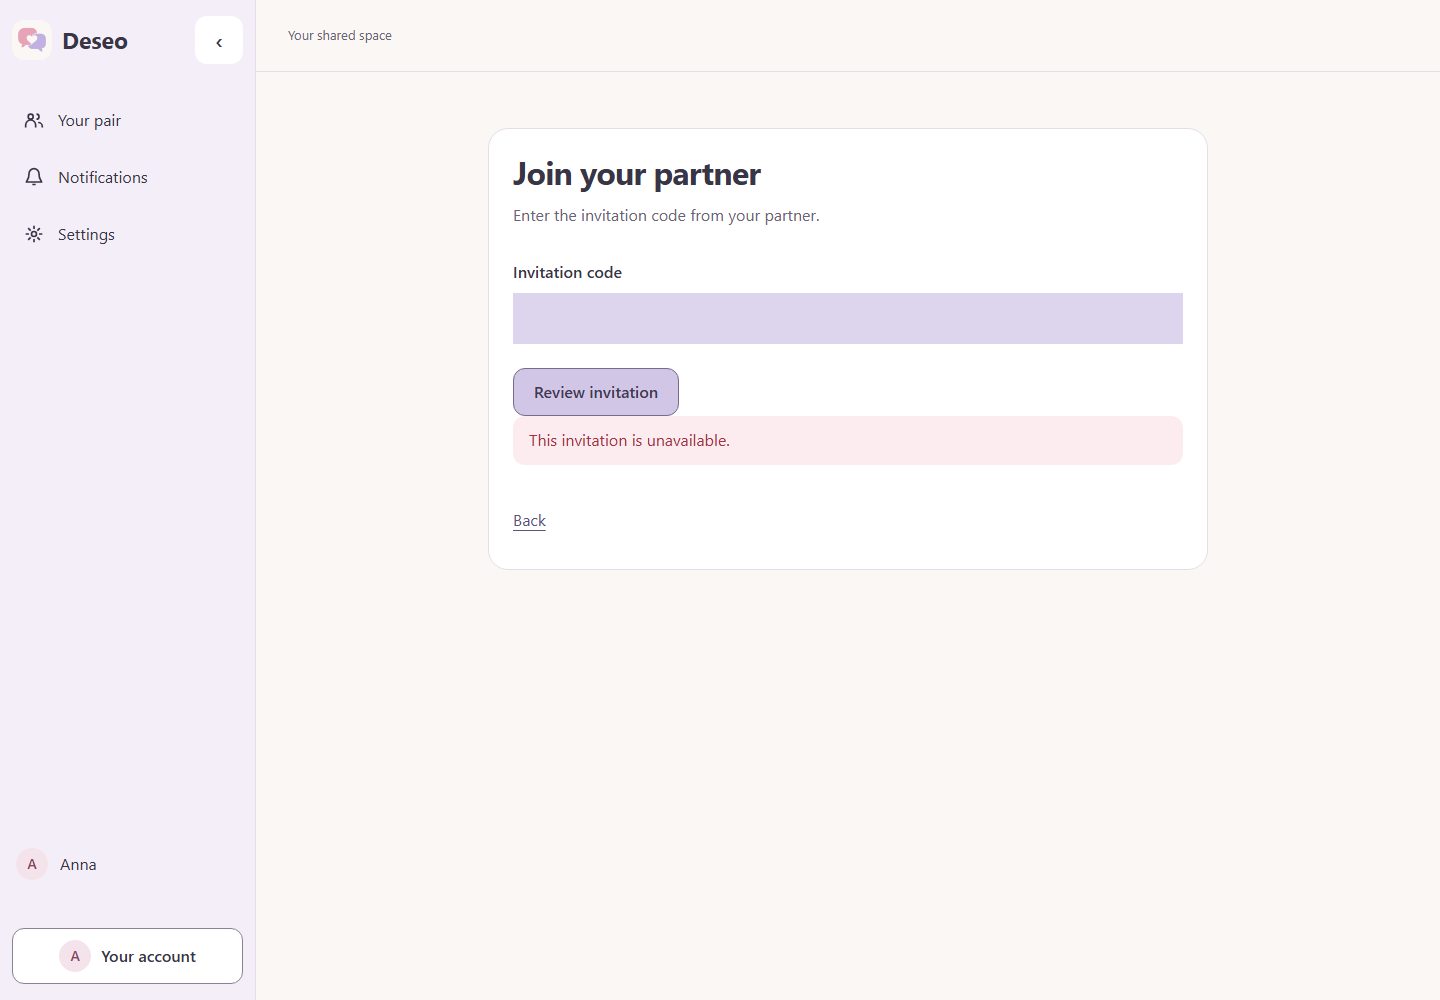 Deseo
‹
Your shared space
Your pair
Notifications
Settings
Join your partner
Enter the invitation code from your partner.
Invitation code
Review invitation
This invitation is unavailable.
Back
A Anna
A Your account